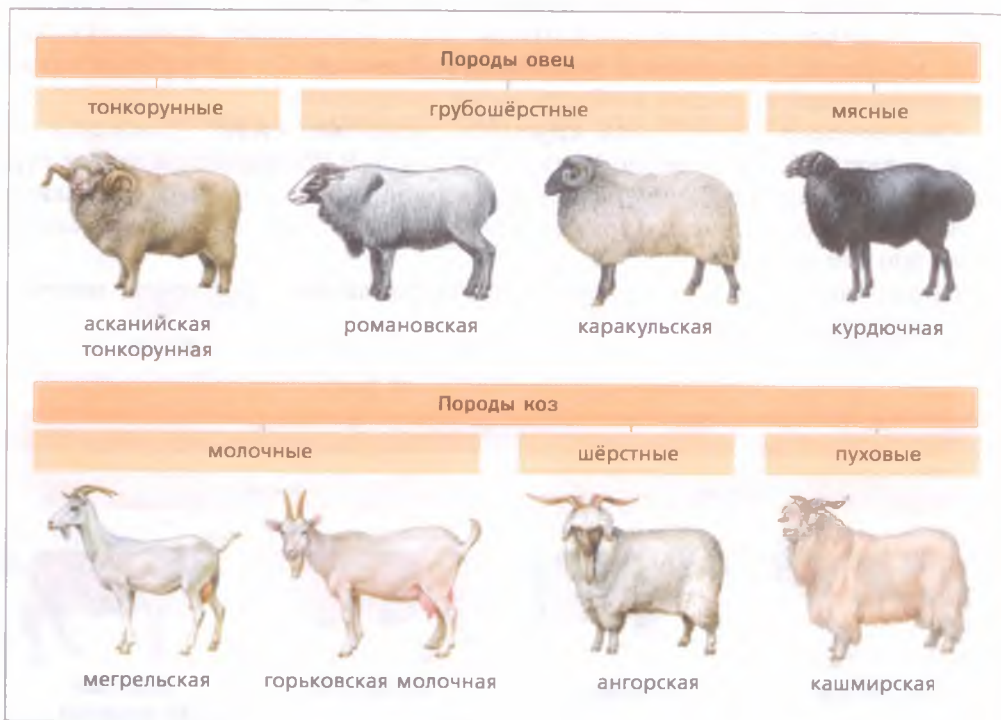 Породы овец
тонкорунные грубошёрстные мясные
асканийская тонкорунная
романовская
каракульская
курдючная
Породы коз
молочные шёрстные пуховые
мегрельская горьковская молочная ангорская кашмирская